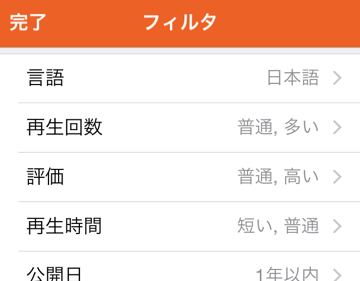 完了 フィルタ
言語 日本語
再生回数 普通, 多い
評価 普通, 高い
再生時間 短い, 普通
公開日 1年以内